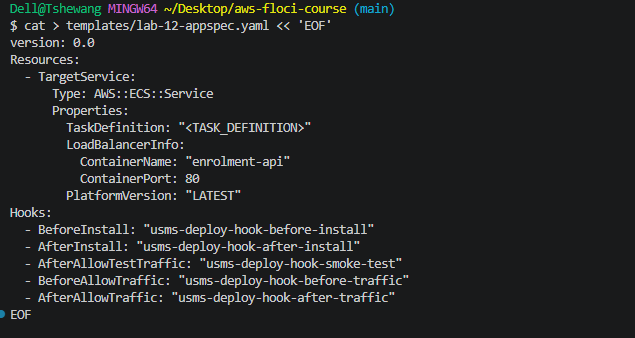 Dell@Tshewang MINGW64 ~/Desktop/aws-floci-course (main)
$ cat > templates/lab-12-appspec.yaml << 'EOF'
version: 0.0
Resources:
  - TargetService:
      Type: AWS::ECS::Service
      Properties:
        TaskDefinition: "<TASK_DEFINITION>"
        LoadBalancerInfo:
          ContainerName: "enrolment-api"
          ContainerPort: 80
        PlatformVersion: "LATEST"
Hooks:
  - BeforeInstall: "usms-deploy-hook-before-install"
  - AfterInstall: "usms-deploy-hook-after-install"
  - AfterAllowTestTraffic: "usms-deploy-hook-smoke-test"
  - BeforeAllowTraffic: "usms-deploy-hook-before-traffic"
  - AfterAllowTraffic: "usms-deploy-hook-after-traffic"
EOF